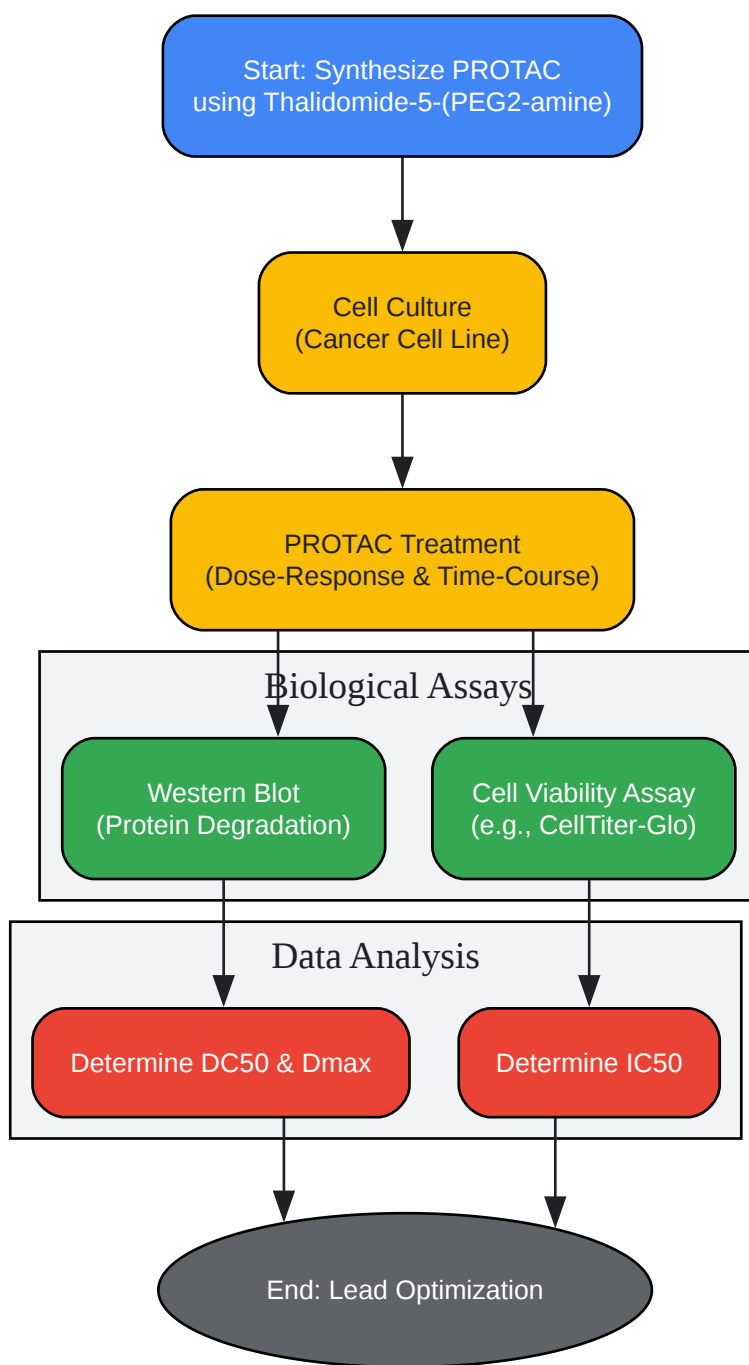 Start: Synthesize PROTAC
using Thalidomide-5-(PEG2-amine)
Cell Culture
(Cancer Cell Line)
PROTAC Treatment
(Dose-Response & Time-Course)
Biological Assays
Western Blot
(Protein Degradation)
Cell Viability Assay
(e.g., CellTiter-Glo)
Data Analysis
Determine DC50 & Dmax
Determine IC50
End: Lead Optimization